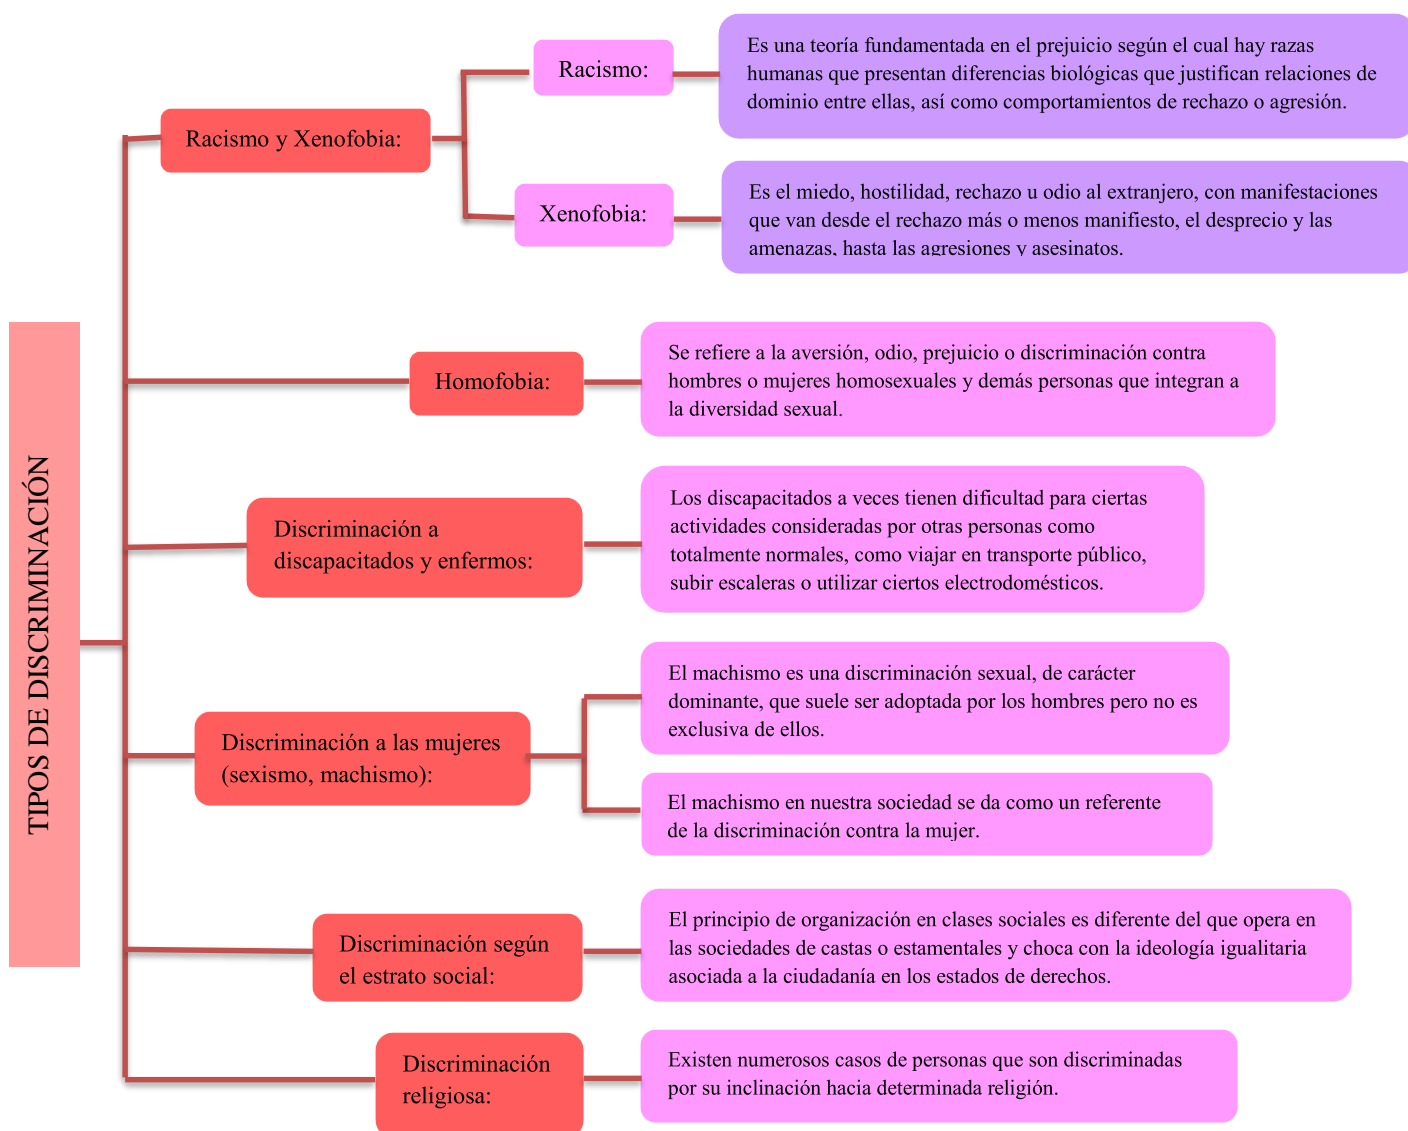 TIPOS DE DISCRIMINACIÓN
Racismo y Xenofobia:
Racismo:
Es una teoría fundamentada en el prejuicio según el cual hay razas
humanas que presentan diferencias biológicas que justifican relaciones de
dominio entre ellas, así como comportamientos de rechazo o agresión.
Xenofobia:
Es el miedo, hostilidad, rechazo u odio al extranjero, con manifestaciones
que van desde el rechazo más o menos manifiesto, el desprecio y las
amenazas, hasta las agresiones y asesinatos.
Homofobia:
Se refiere a la aversión, odio, prejuicio o discriminación contra
hombres o mujeres homosexuales y demás personas que integran a
la diversidad sexual.
Discriminación a
discapacitados y enfermos:
Los discapacitados a veces tienen dificultad para ciertas
actividades consideradas por otras personas como
totalmente normales, como viajar en transporte público,
subir escaleras o utilizar ciertos electrodomésticos.
Discriminación a las mujeres
(sexismo, machismo):
El machismo es una discriminación sexual, de carácter
dominante, que suele ser adoptada por los hombres pero no es
exclusiva de ellos.
El machismo en nuestra sociedad se da como un referente
de la discriminación contra la mujer.
Discriminación según
el estrato social:
El principio de organización en clases sociales es diferente del que opera en
las sociedades de castas o estamentales y choca con la ideología igualitaria
asociada a la ciudadanía en los estados de derechos.
Discriminación
religiosa:
Existen numerosos casos de personas que son discriminadas
por su inclinación hacia determinada religión.